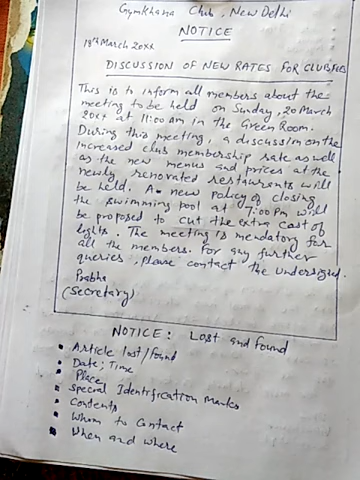 Gymkhana Club, New Delhi
NOTICE
18th March 20xx
DISCUSSION OF NEW RATES FOR CLUB
This is to inform all members about the
meeting to be held on Sunday, 20 March
20xx at 11:00 am in the Green Room.
During this meeting, a discussion on the
increased club membership rate as well
as the new menus and prices at the
newly renovated restaurants will
be held. A new policy of closing
the swimming pool at 7:00 Pm will
be proposed to cut the extra cost of
lights. The meeting is mandatory for
all the members. For any further
queries, please contact the undersigned.
Prabha
(Secretary)
NOTICE: Lost and Found
• Article lost/found
• Date; Time
• Place
• Special Identification Marks
• Contents
• Whom to Contact
• When and where